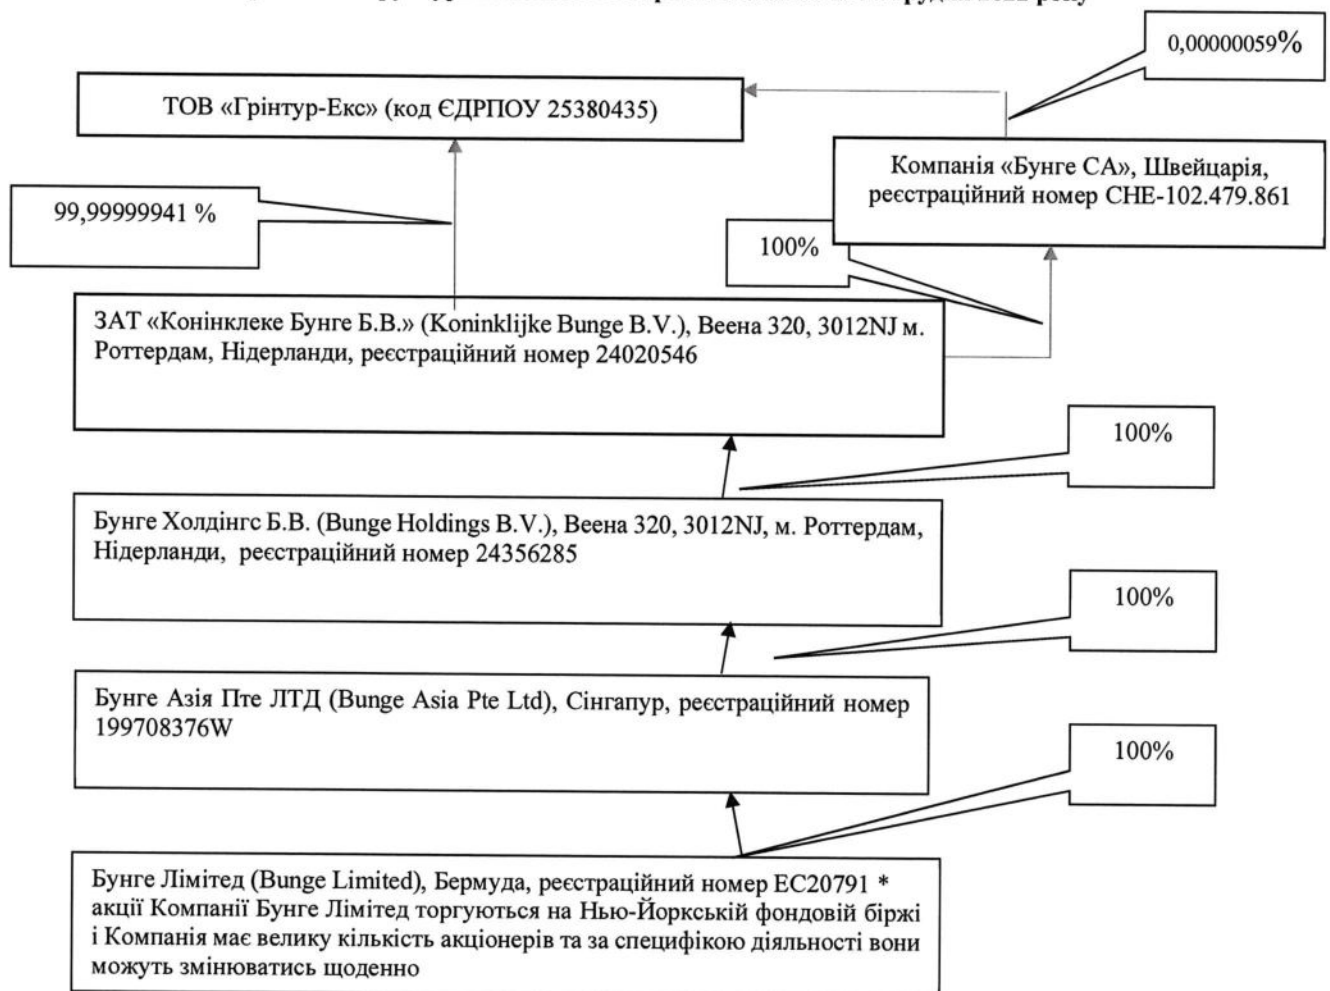 0,00000059%
ТОВ «Грінтур-Екс» (код ЄДРПОУ 25380435)
Компанія «Бунге СА», Швейцарія,
реєстраційний номер CHE-102.479.861
99,99999941 %
100%
ЗАТ «Конінклеке Бунге Б.В.» (Koninklijke Bunge B.V.), Веена 320, 3012NJ м.
Роттердам, Нідерланди, реєстраційний номер 24020546
100%
Бунге Холдінгс Б.В. (Bunge Holdings B.V.), Веена 320, 3012NJ, м. Роттердам,
Нідерланди, реєстраційний номер 24356285
100%
Бунге Азія Пте ЛТД (Bunge Asia Pte Ltd), Сінгапур, реєстраційний номер
199708376W
100%
Бунге Лімітед (Bunge Limited), Бермуда, реєстраційний номер EC20791 *
акції Компанії Бунге Лімітед торгуються на Нью-Йоркській фондовій біржі
і Компанія має велику кількість акціонерів та за специфікою діяльності вони
можуть змінюватись щоденно